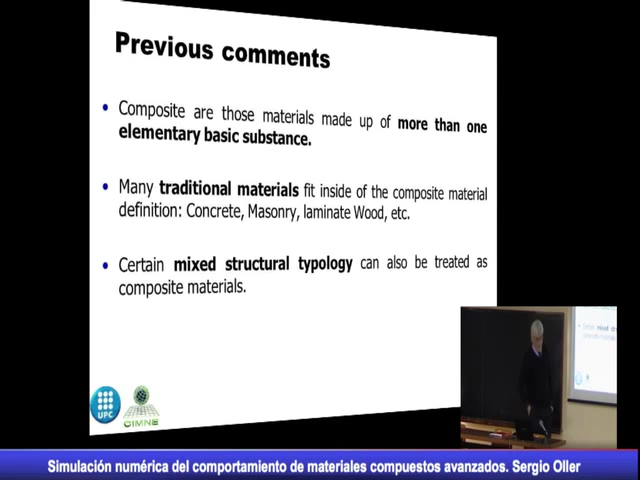 Previous comments
• Composite are those materials made up of more than one
elementary basic substance.
• Many traditional materials fit inside of the composite material
definition: Concrete, Masonry, laminate Wood, etc.
• Certain mixed structural typology can also be treated as
composite materials.
UPC
CIMNE
Simulación numérica del comportamiento de materiales compuestos avanzados. Sergio Oller